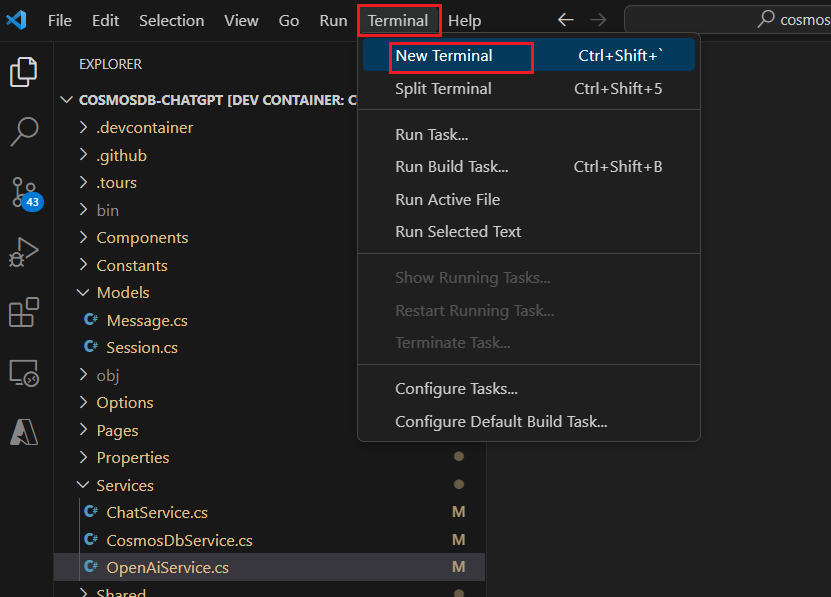 File Edit Selection View Go Run Terminal Help cosmos
EXPLORER
COSMOSDB-CHATGPT [DEV CONTAINER: C
.devcontainer
.github
.tours
bin
Components
Constants
Models
Message.cs
Session.cs
obj
Options
Pages
Properties
Services
ChatService.cs M
CosmosDbService.cs M
OpenAiService.cs M
Shared
43
New Terminal Ctrl+Shift+`
Split Terminal Ctrl+Shift+5
Run Task...
Run Build Task... Ctrl+Shift+B
Run Active File
Run Selected Text
Show Running Tasks...
Restart Running Task...
Terminate Task...
Configure Tasks...
Configure Default Build Task...